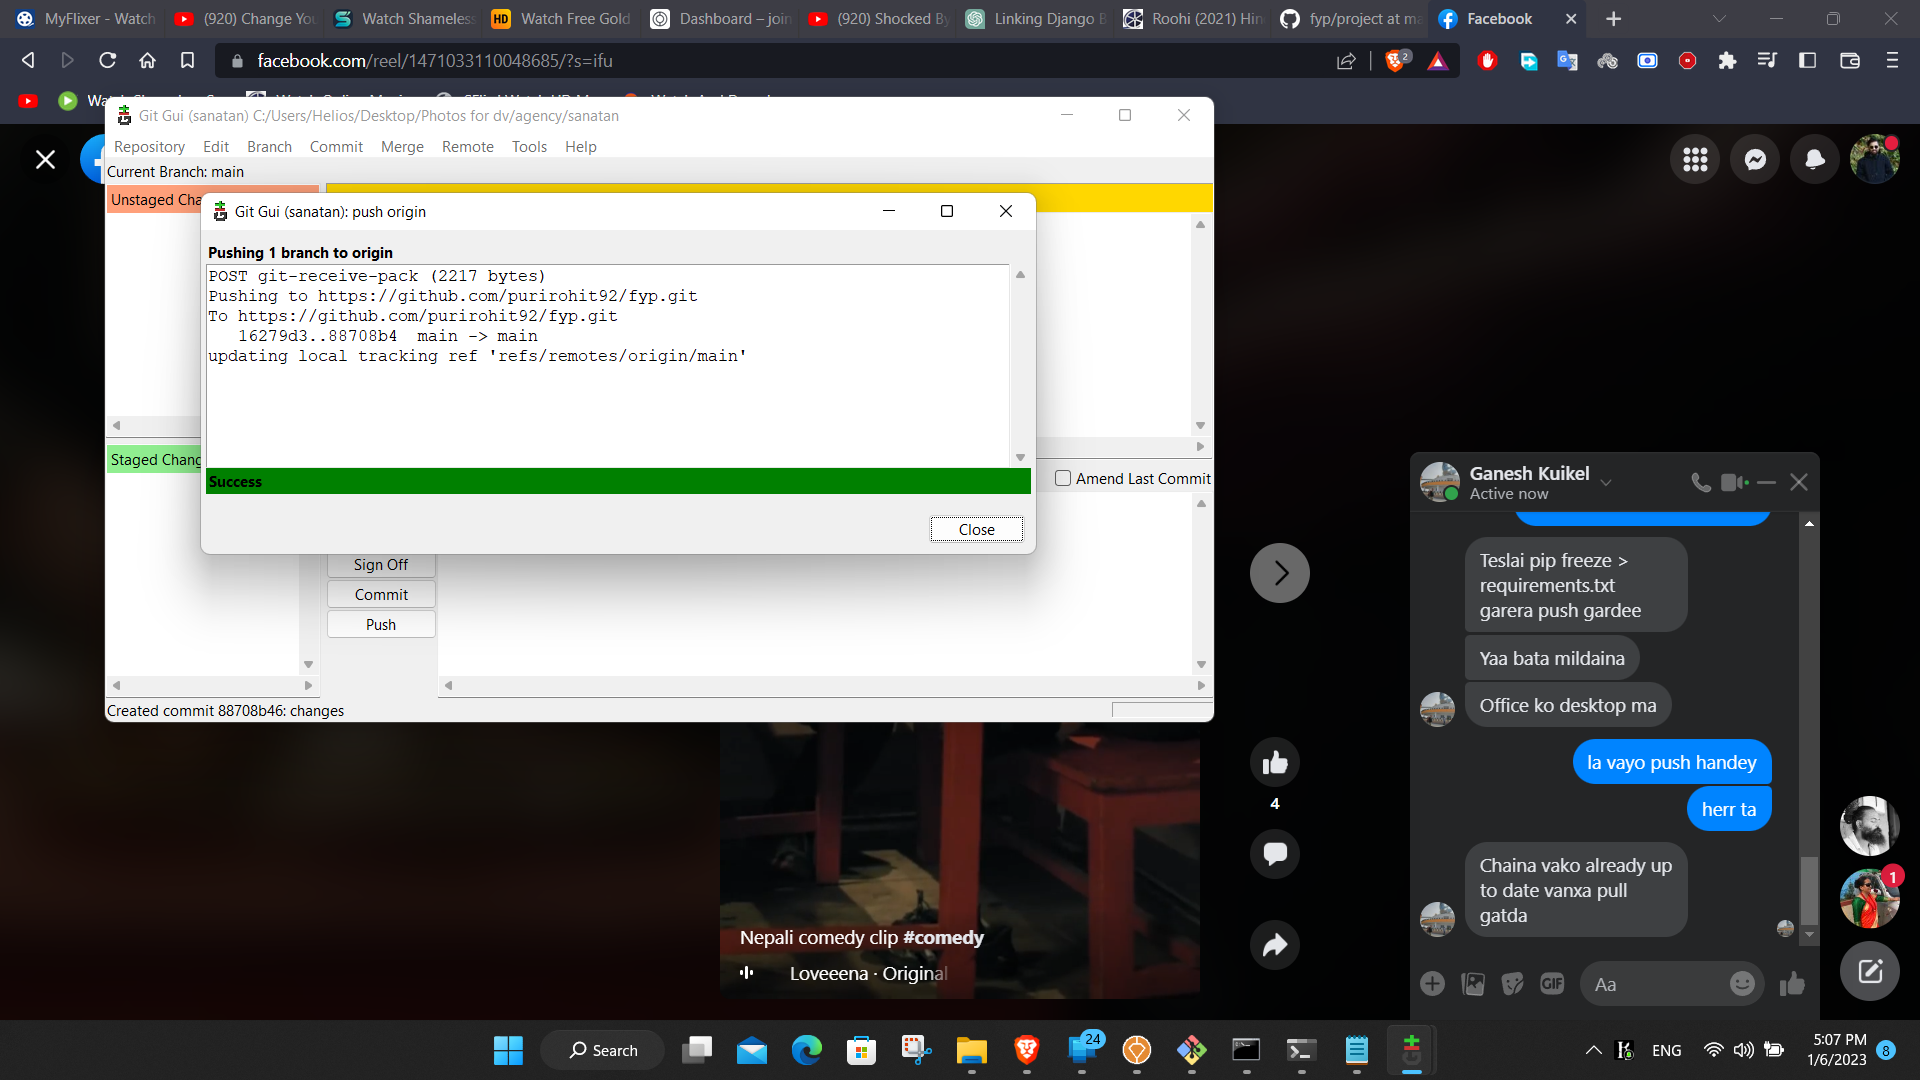 MyFlixer - Watch
(920) Change You
Watch Shameless
HD
Watch Free Gold
Dashboard – join
(920) Shocked By
Linking Django B
Roohi (2021) Hin
fyp/project at ma
Facebook
facebook.com/reel/1471033110048685/?s=ifu
2
Git Gui (sanatan) C:/Users/Helios/Desktop/Photos for dv/agency/sanatan
Repository Edit Branch Commit Merge Remote Tools Help
Current Branch: main
Unstaged Cha
Git Gui (sanatan): push origin
Pushing 1 branch to origin
POST git-receive-pack (2217 bytes)
Pushing to https://github.com/purirohit92/fyp.git
To https://github.com/purirohit92/fyp.git
16279d3..88708b4 main -> main
updating local tracking ref 'refs/remotes/origin/main'
Success
Close
Staged Chang
Amend Last Commit
Sign Off
Commit
Push
Created commit 88708b46: changes
4
Nepali comedy clip #comedy
Loveeena · Original
Ganesh Kuikel
Active now
Teslai pip freeze >
requirements.txt
garera push gardee
Yaa bata mildaina
Office ko desktop ma
la vayo push handey
herr ta
Chaina vako already up
to date vanxa pull
gatda
GIF
Aa
1
Search
24
ENG
5:07 PM
1/6/2023
8